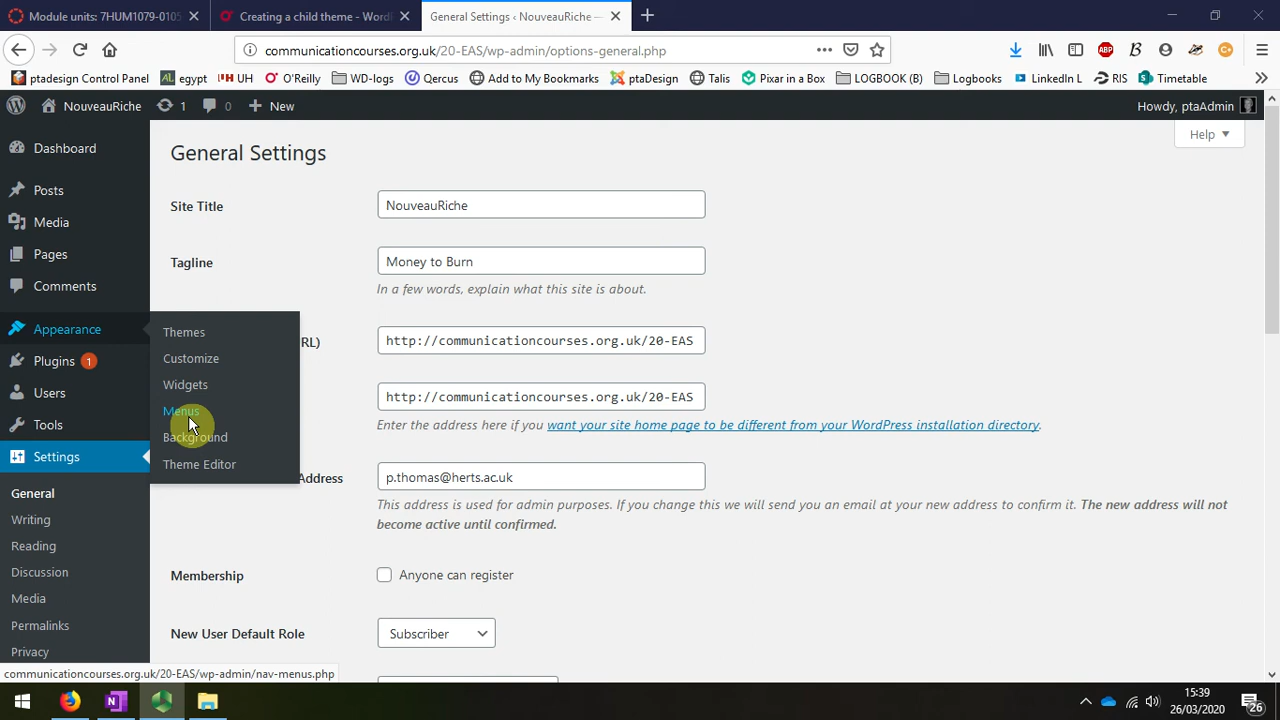 Module units: 7HUM1079-0105
Creating a child theme - WordP
General Settings ‹ NouveauRiche —
communicationcourses.org.uk/20-EAS/wp-admin/options-general.php
ptadesign Control Panel
egypt
UH
O'Reilly
WD-logs
Qercus
Add to My Bookmarks
ptaDesign
Talis
Pixar in a Box
LOGBOOK (B)
Logbooks
LinkedIn L
RIS
Timetable
NouveauRiche
1
0
New
Howdy, ptaAdmin
Help
Dashboard
Posts
Media
Pages
Comments
Appearance
Plugins 1
Users
Tools
Settings
General
Writing
Reading
Discussion
Media
Permalinks
Privacy
Themes
Customize
Widgets
Menus
Background
Theme Editor
General Settings
Site Title
NouveauRiche
Tagline
Money to Burn
In a few words, explain what this site is about.
RL)
http://communicationcourses.org.uk/20-EAS
http://communicationcourses.org.uk/20-EAS
Enter the address here if you want your site home page to be different from your WordPress installation directory.
Address
p.thomas@herts.ac.uk
This address is used for admin purposes. If you change this we will send you an email at your new address to confirm it. The new address will not
become active until confirmed.
Membership
Anyone can register
New User Default Role
Subscriber
communicationcourses.org.uk/20-EAS/wp-admin/nav-menus.php
15:39
26/03/2020
26